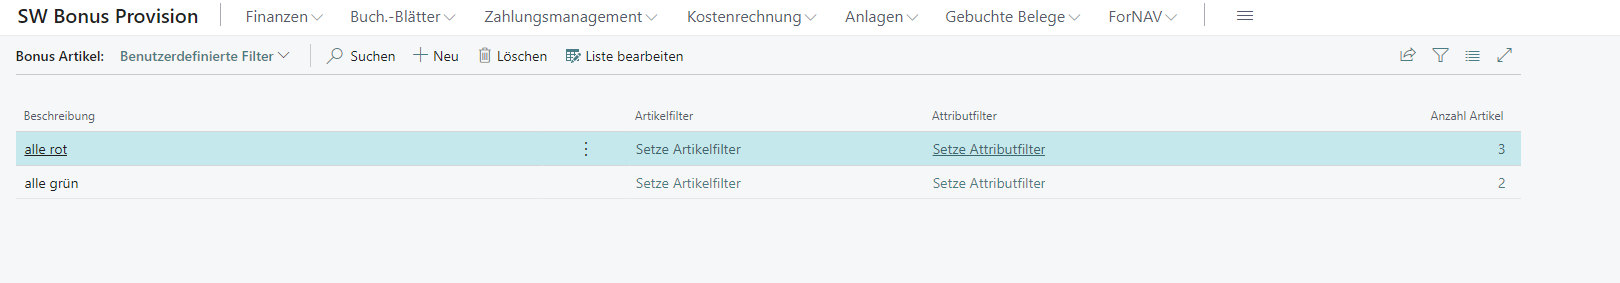 SW Bonus Provision Finanzen Buch.-Blätter Zahlungsmanagement Kostenrechnung Anlagen Gebuchte Belege ForNAV
Bonus Artikel: Benutzerdefinierte Filter Suchen Neu Löschen Liste bearbeiten
Beschreibung Artikelfilter Attributfilter Anzahl Artikel
alle rot Setze Artikelfilter Setze Attributfilter 3
alle grün Setze Artikelfilter Setze Attributfilter 2